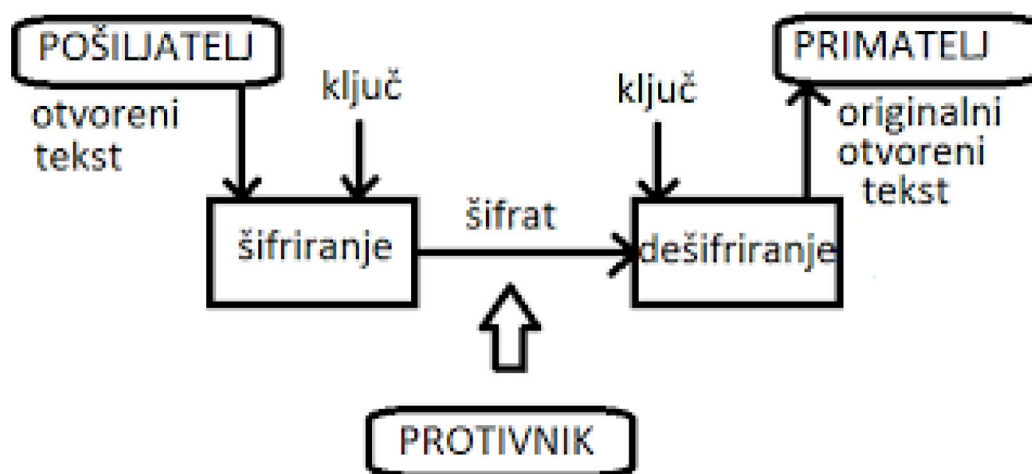 POŠILJATELJ
PRIMATELJ
otvoreni
tekst
ključ
ključ
originalni
otvoreni
tekst
šifriranje
šifrat
dešifriranje
PROTIVNIK